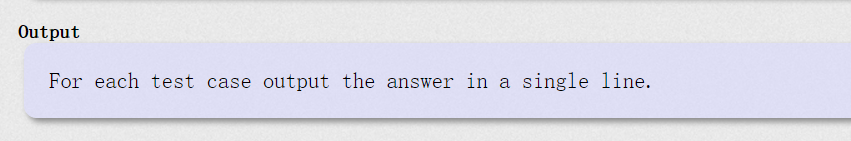 Output
For each test case output the answer in a single line.